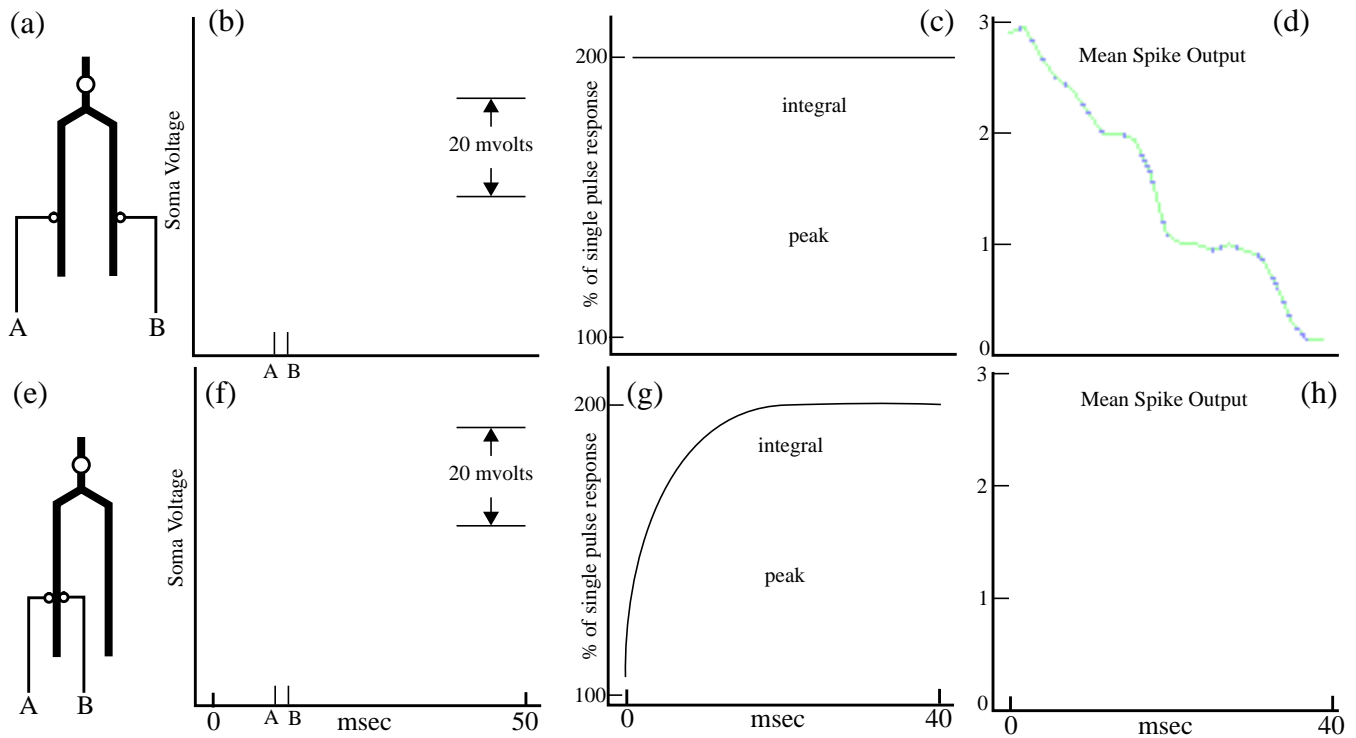 (a)
A
B
(b)
Soma Voltage
20 mvolts
A B
(c)
% of single pulse response
200
100
integral
peak
(d)
Mean Spike Output
3
2
1
0
(e)
A
B
(f)
Soma Voltage
20 mvolts
0
A B
msec
50
(g)
% of single pulse response
200
100
integral
peak
0
msec
40
(h)
Mean Spike Output
3
2
1
0
0
msec
40